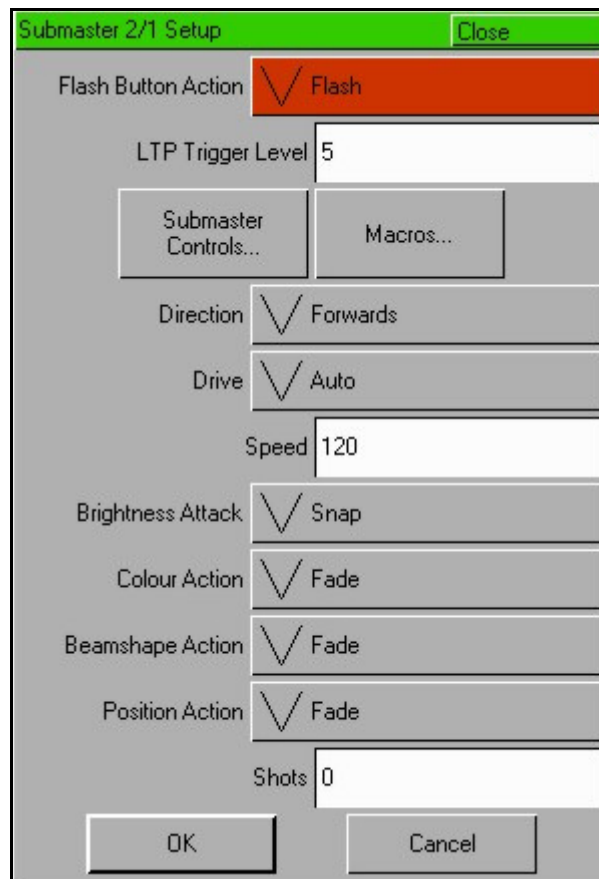 Submaster 2/1 Setup Close
Flash Button Action Flash
LTP Trigger Level 5
Submaster
Controls...
Macros...
Direction Forwards
Drive Auto
Speed 120
Brightness Attack Snap
Colour Action Fade
Beamshape Action Fade
Position Action Fade
Shots 0
OK Cancel